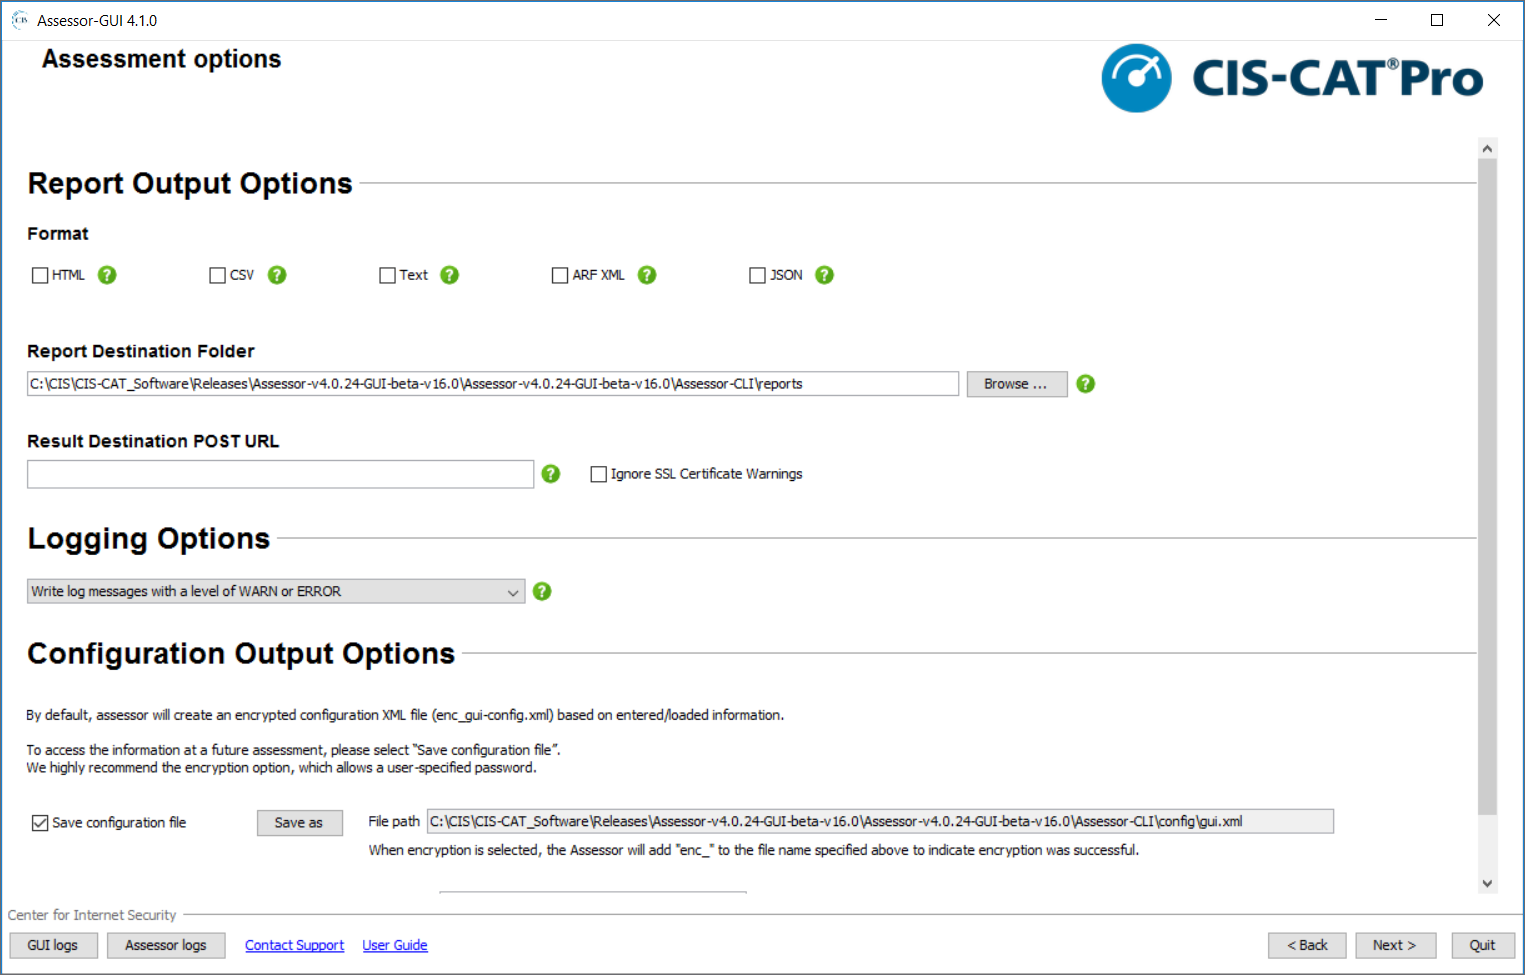 CIS Assessor-GUI 4.1.0
Assessment options
CIS-CAT®Pro
Report Output Options
Format
HTML ? CSV ? Text ? ARF XML ? JSON ?
Report Destination Folder
C:\CIS\CIS-CAT_Software\Releases\Assessor-v4.0.24-GUI-beta-v16.0\Assessor-v4.0.24-GUI-beta-v16.0\Assessor-CLI\reports Browse ... ?
Result Destination POST URL
? Ignore SSL Certificate Warnings
Logging Options
Write log messages with a level of WARN or ERROR ?
Configuration Output Options
By default, assessor will create an encrypted configuration XML file (enc_gui-config.xml) based on entered/loaded information.
To access the information at a future assessment, please select “Save configuration file”.
We highly recommend the encryption option, which allows a user-specified password.
Save configuration file Save as File path C:\CIS\CIS-CAT_Software\Releases\Assessor-v4.0.24-GUI-beta-v16.0\Assessor-v4.0.24-GUI-beta-v16.0\Assessor-CLI\config\gui.xml
When encryption is selected, the Assessor will add "enc_" to the file name specified above to indicate encryption was successful.
Center for Internet Security
GUI logs Assessor logs Contact Support User Guide < Back Next > Quit